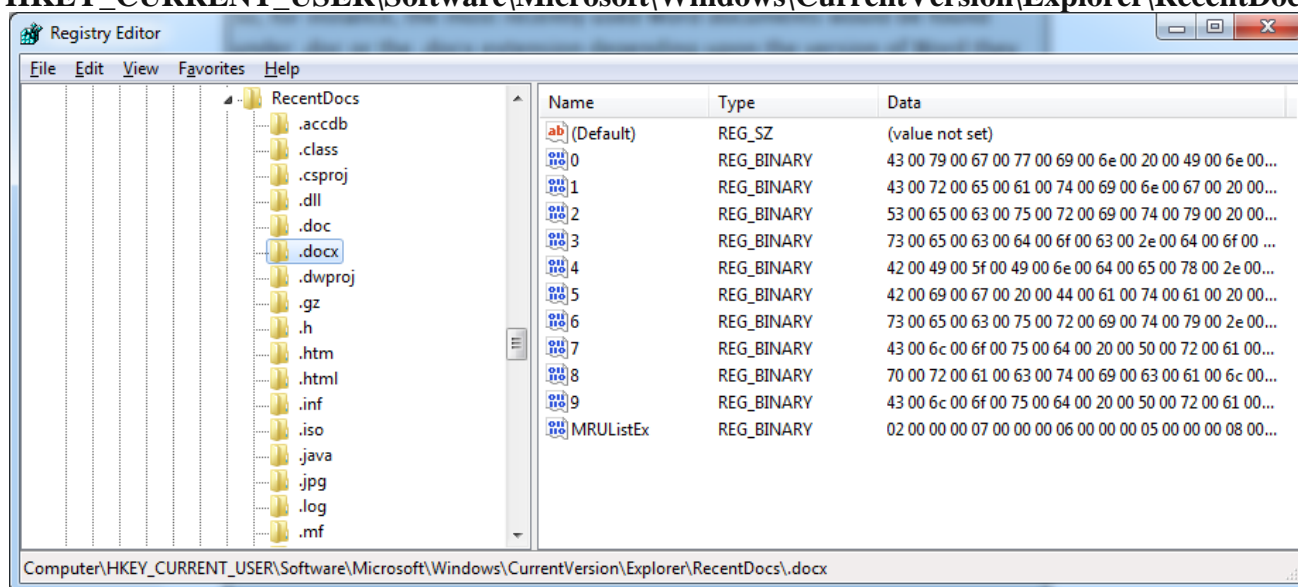 HKEY_CURRENT_USER\Software\Microsoft\Windows\CurrentVersion\Explorer\RecentDoc
Registry Editor
File Edit View Favorites Help
RecentDocs
.accdb
.class
.csproj
.dll
.doc
.docx
.dwproj
.gz
.h
.htm
.html
.inf
.iso
.java
.jpg
.log
.mf
Name Type Data
(Default) REG_SZ (value not set)
0 REG_BINARY 43 00 79 00 67 00 77 00 69 00 6e 00 20 00 49 00 6e 00...
1 REG_BINARY 43 00 72 00 65 00 61 00 74 00 69 00 6e 00 67 00 20 00...
2 REG_BINARY 53 00 65 00 63 00 75 00 72 00 69 00 74 00 79 00 20 00...
3 REG_BINARY 73 00 65 00 63 00 64 00 6f 00 63 00 2e 00 64 00 6f 00 ...
4 REG_BINARY 42 00 49 00 5f 00 49 00 6e 00 64 00 65 00 78 00 2e 00...
5 REG_BINARY 42 00 69 00 67 00 20 00 44 00 61 00 74 00 61 00 20 00...
6 REG_BINARY 73 00 65 00 63 00 75 00 72 00 69 00 74 00 79 00 2e 00...
7 REG_BINARY 43 00 6c 00 6f 00 75 00 64 00 20 00 50 00 72 00 61 00...
8 REG_BINARY 70 00 72 00 61 00 63 00 74 00 69 00 63 00 61 00 6c 00...
9 REG_BINARY 43 00 6c 00 6f 00 75 00 64 00 20 00 50 00 72 00 61 00...
MRUListEx REG_BINARY 02 00 00 00 07 00 00 00 06 00 00 00 05 00 00 00 08 00...
Computer\HKEY_CURRENT_USER\Software\Microsoft\Windows\CurrentVersion\Explorer\RecentDocs\.docx